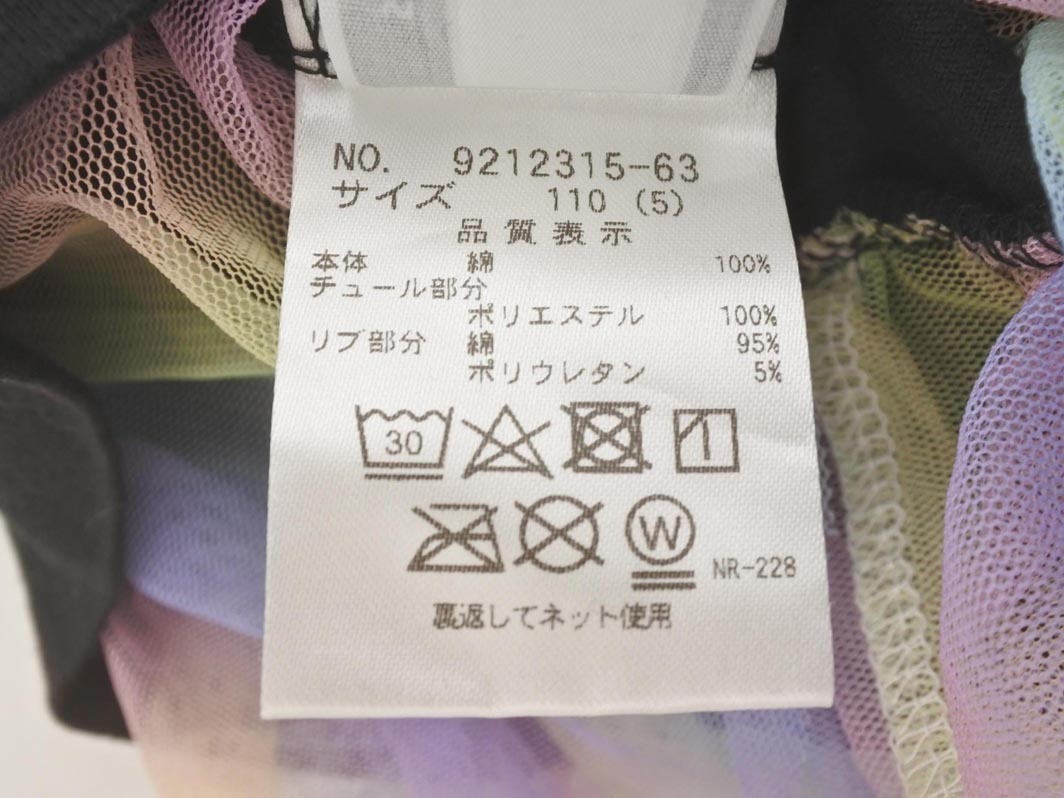 NO. 9212315-63
サイズ 110 (5)
品質表示
本体 綿 100%
チュール部分
ポリエステル 100%
リブ部分 綿 95%
ポリウレタン 5%
30
W
NR-228
裏返してネット使用